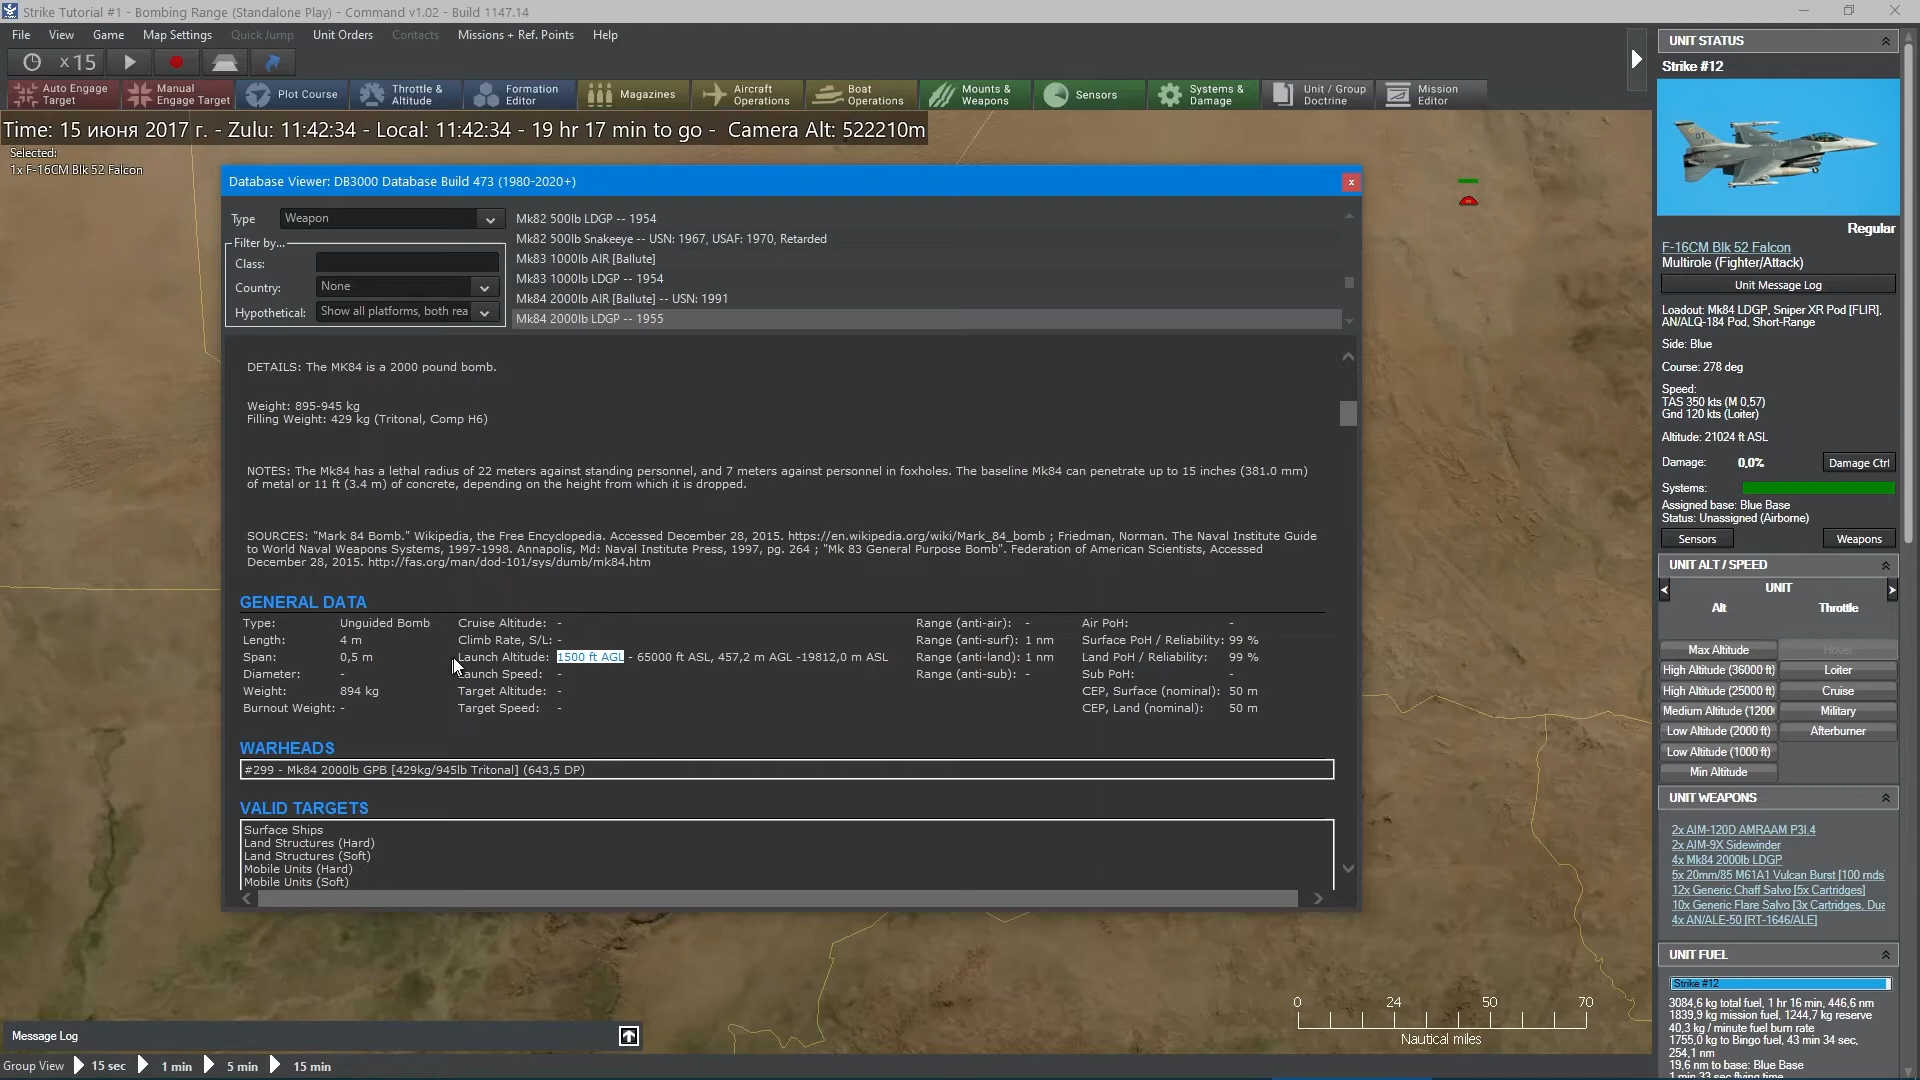 Strike Tutorial #1 - Bombing Range (Standalone Play) - Command v1.02 - Build 1147.14
File View Game Map Settings Quick Jump Unit Orders Contacts Missions + Ref. Points Help
x 15
Auto Engage Target
Manual Engage Target
Plot Course
Throttle & Altitude
Formation Editor
Magazines
Aircraft Operations
Boat Operations
Mounts & Weapons
Sensors
Systems & Damage
Unit / Group Doctrine
Mission Editor
Time: 15 июня 2017 г. - Zulu: 11:42:34 - Local: 11:42:34 - 19 hr 17 min to go - Camera Alt: 522210m
Selected:
1x F-16CM Blk 52 Falcon
Database Viewer: DB3000 Database Build 473 (1980-2020+)
x
Type Weapon
Filter by...
Class:
Country: None
Hypothetical: Show all platforms, both rea
Mk82 500lb LDGP -- 1954
Mk82 500lb Snakeeye -- USN: 1967, USAF: 1970, Retarded
Mk83 1000lb AIR [Ballute]
Mk83 1000lb LDGP -- 1954
Mk84 2000lb AIR [Ballute] -- USN: 1991
Mk84 2000lb LDGP -- 1955
DETAILS: The MK84 is a 2000 pound bomb.
Weight: 895-945 kg
Filling Weight: 429 kg (Tritonal, Comp H6)
NOTES: The Mk84 has a lethal radius of 22 meters against standing personnel, and 7 meters against personnel in foxholes. The baseline Mk84 can penetrate up to 15 inches (381.0 mm)
of metal or 11 ft (3.4 m) of concrete, depending on the height from which it is dropped.
SOURCES: "Mark 84 Bomb." Wikipedia, the Free Encyclopedia. Accessed December 28, 2015. https://en.wikipedia.org/wiki/Mark_84_bomb ; Friedman, Norman. The Naval Institute Guide
to World Naval Weapons Systems, 1997-1998. Annapolis, Md: Naval Institute Press, 1997, pg. 264 ; "Mk 83 General Purpose Bomb". Federation of American Scientists, Accessed
December 28, 2015. http://fas.org/man/dod-101/sys/dumb/mk84.htm
GENERAL DATA
Type: Unguided Bomb Cruise Altitude: - Range (anti-air): - Air PoH: -
Length: 4 m Climb Rate, S/L: - Range (anti-surf): 1 nm Surface PoH / Reliability: 99 %
Span: 0,5 m Launch Altitude: 1500 ft AGL - 65000 ft ASL, 457,2 m AGL -19812,0 m ASL Range (anti-land): 1 nm Land PoH / Reliability: 99 %
Diameter: - Launch Speed: - Range (anti-sub): - Sub PoH: -
Weight: 894 kg Target Altitude: - CEP, Surface (nominal): 50 m
Burnout Weight: - Target Speed: - CEP, Land (nominal): 50 m
WARHEADS
#299 - Mk84 2000lb GPB [429kg/945lb Tritonal] (643,5 DP)
VALID TARGETS
Surface Ships
Land Structures (Hard)
Land Structures (Soft)
Mobile Units (Hard)
Mobile Units (Soft)
0 24 50 70
Nautical miles
Message Log
Group View 15 sec 1 min 5 min 15 min
UNIT STATUS
Strike #12
Regular
F-16CM Blk 52 Falcon
Multirole (Fighter/Attack)
Unit Message Log
Loadout: Mk84 LDGP, Sniper XR Pod [FLIR],
AN/ALQ-184 Pod, Short-Range
Side: Blue
Course: 278 deg
Speed:
TAS 350 kts (M 0,57)
Gnd 120 kts (Loiter)
Altitude: 21024 ft ASL
Damage: 0,0% Damage Ctrl
Systems:
Assigned base: Blue Base
Status: Unassigned (Airborne)
Sensors Weapons
UNIT ALT / SPEED
< UNIT >
Alt Throttle
Max Altitude Hover
High Altitude (36000 ft) Loiter
High Altitude (25000 ft) Cruise
Medium Altitude (1200 Military
Low Altitude (2000 ft) Afterburner
Low Altitude (1000 ft)
Min Altitude
UNIT WEAPONS
2x AIM-120D AMRAAM P3I.4
2x AIM-9X Sidewinder
4x Mk84 2000lb LDGP
5x 20mm/85 M61A1 Vulcan Burst [100 rnds
12x Generic Chaff Salvo [5x Cartridges]
10x Generic Flare Salvo [3x Cartridges, Dua
4x AN/ALE-50 [RT-1646/ALE]
UNIT FUEL
Strike #12
3084,6 kg total fuel, 1 hr 16 min, 446,6 nm
1839,9 kg mission fuel, 1244,7 kg reserve
40,3 kg / minute fuel burn rate
1755,0 kg to Bingo fuel, 43 min 34 sec,
254,1 nm
19,6 nm to base: Blue Base
1 min 33 sec flying time